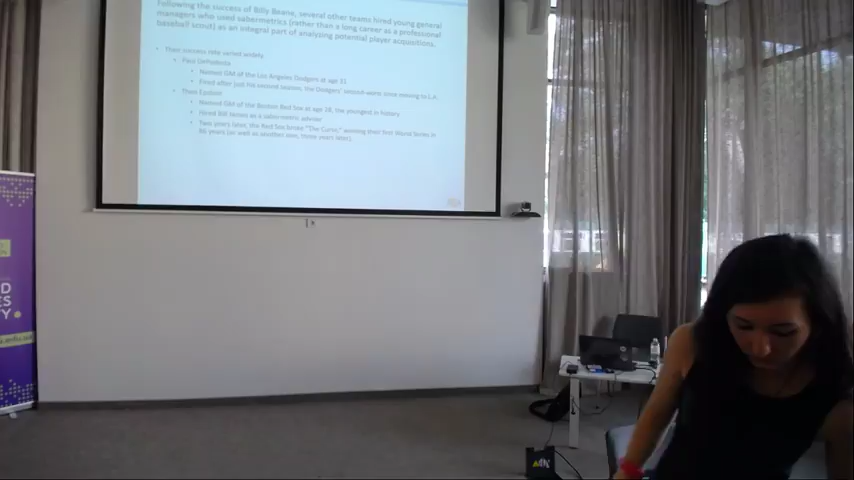 Following the success of Billy Beane, several other teams hired young general
managers who used sabermetrics (rather than a long career as a professional
baseball scout) as an integral part of analyzing potential player acquisitions.
Their success rate varied widely
Paul DePodesta
Named GM of the Los Angeles Dodgers at age 31
Fired after just his second season, the Dodgers' second-worst since moving to L.A.
Theo Epstein
Named GM of the Boston Red Sox at age 28, the youngest in history
Hired Bill James as a sabermetric advisor
Two years later, the Red Sox broke "The Curse," winning their first World Series in
86 years (as well as another one, three years later).
D
ES
Y.